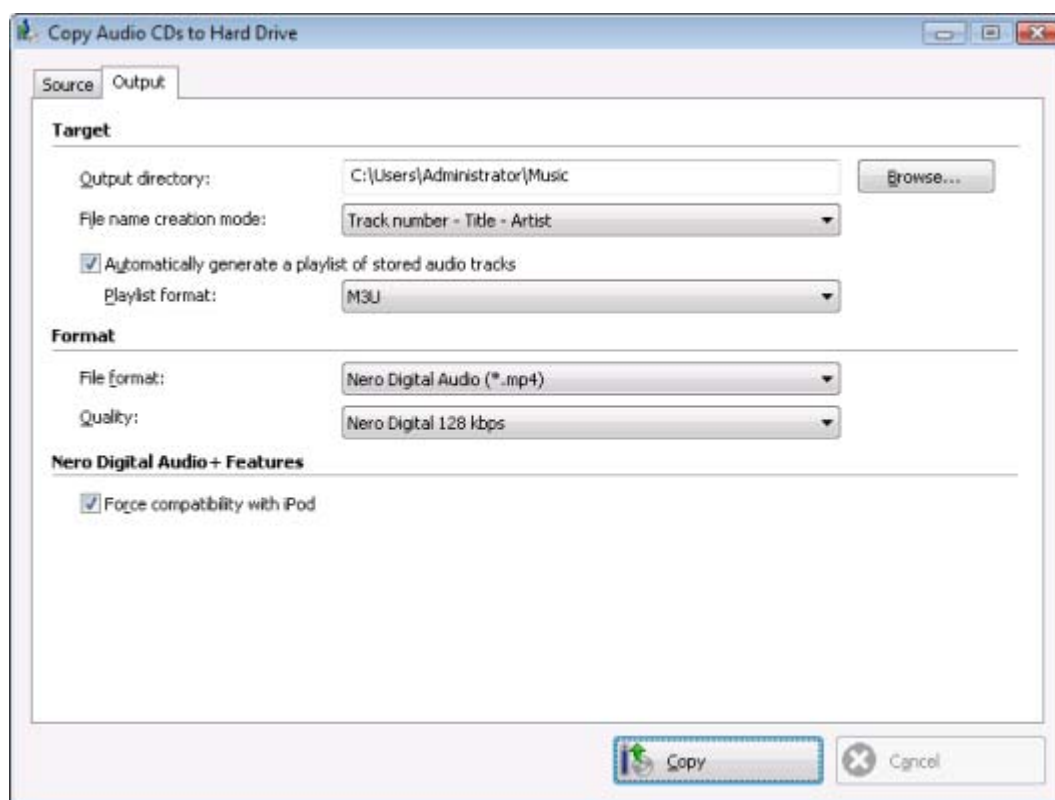 Copy Audio CDs to Hard Drive
Source Output
Target
Output directory: C:\Users\Administrator\Music Browse...
File name creation mode: Track number - Title - Artist
Automatically generate a playlist of stored audio tracks
Playlist format: M3U
Format
File format: Nero Digital Audio (*.mp4)
Quality: Nero Digital 128 kbps
Nero Digital Audio+ Features
Force compatibility with iPod
Copy Cancel